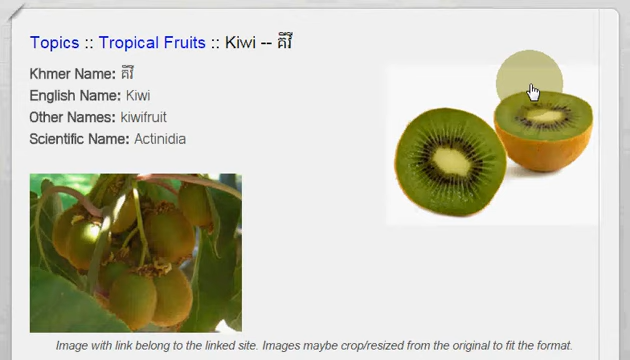 Topics :: Tropical Fruits :: Kiwi -- គីវី
Khmer Name: គីវី
English Name: Kiwi
Other Names: kiwifruit
Scientific Name: Actinidia
Image with link belong to the linked site. Images maybe crop/resized from the original to fit the format.